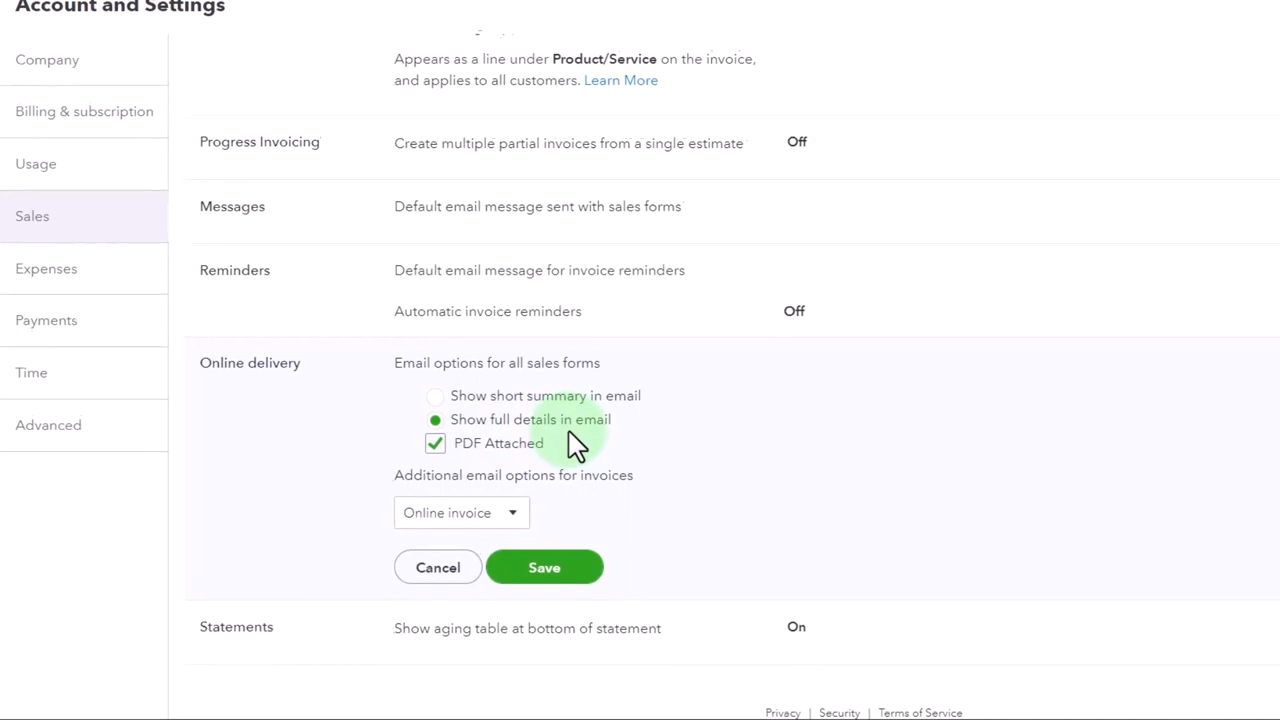 Account and Settings
Company
Billing & subscription
Usage
Sales
Expenses
Payments
Time
Advanced
Appears as a line under Product/Service on the invoice,
and applies to all customers. Learn More
Progress Invoicing
Create multiple partial invoices from a single estimate
Off
Messages
Default email message sent with sales forms
Reminders
Default email message for invoice reminders
Automatic invoice reminders
Off
Online delivery
Email options for all sales forms
Show short summary in email
Show full details in email
PDF Attached
Additional email options for invoices
Online invoice
Cancel
Save
Statements
Show aging table at bottom of statement
On
Privacy | Security | Terms of Service